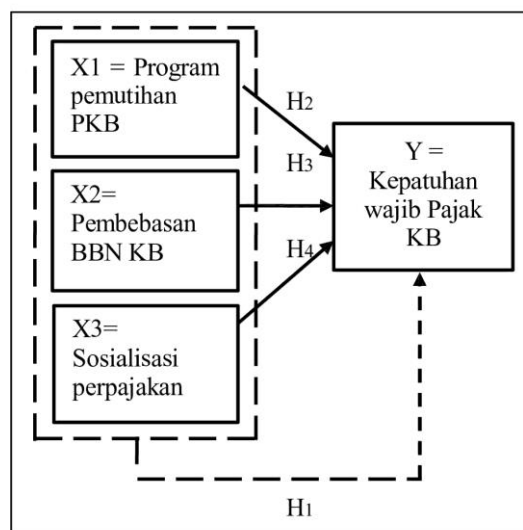 X1 = Program
pemutihan
PKB
H2
H3
X2=
Pembebasan
BBN KB
H4
X3=
Sosialisasi
perpajakan
Y =
Kepatuhan
wajib Pajak
KB
H1